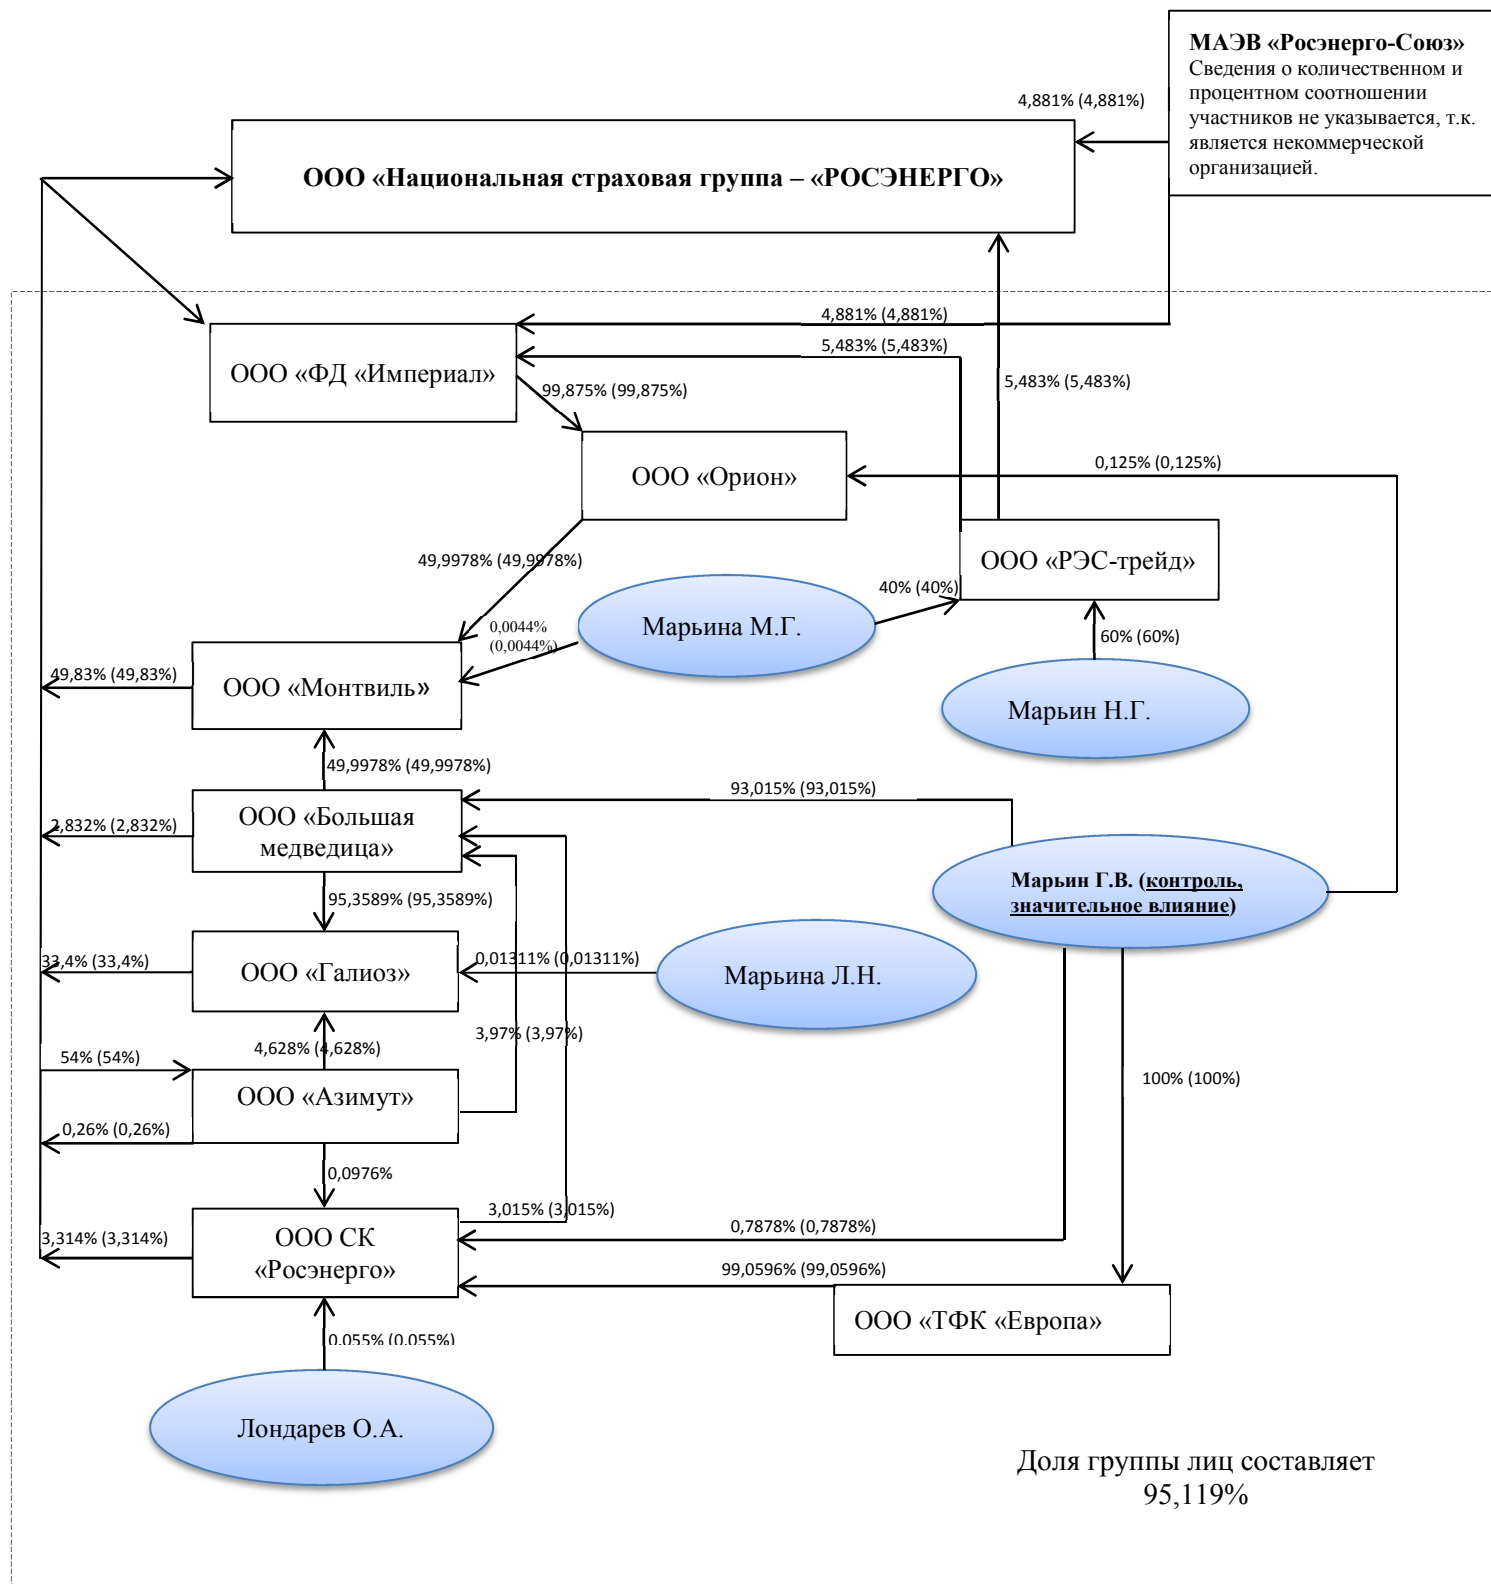 МАЭВ «Росэнерго-Союз»
Сведения о количественном и
процентном соотношении
участников не указывается, т.к.
является некоммерческой
организацией.
4,881% (4,881%)
ООО «Национальная страховая группа – «РОСЭНЕРГО»
4,881% (4,881%)
5,483% (5,483%)
ООО «ФД «Империал»
5,483% (5,483%)
99,875% (99,875%)
ООО «Орион»
0,125% (0,125%)
49,9978% (49,9978%)
ООО «РЭС-трейд»
40% (40%)
Марьина М.Г.
0,0044%
(0,0044%)
60% (60%)
49,83% (49,83%)
ООО «Монтвиль»
Марьин Н.Г.
49,9978% (49,9978%)
93,015% (93,015%)
2,832% (2,832%)
ООО «Большая
медведица»
Марьин Г.В. (контроль,
значительное влияние)
95,3589% (95,3589%)
33,4% (33,4%)
ООО «Галиоз»
0,01311% (0,01311%)
Марьина Л.Н.
3,97% (3,97%)
4,628% (4,628%)
54% (54%)
ООО «Азимут»
100% (100%)
0,26% (0,26%)
0,0976%
3,015% (3,015%)
3,314% (3,314%)
ООО СК
«Росэнерго»
0,7878% (0,7878%)
99,0596% (99,0596%)
ООО «ТФК «Европа»
0,055% (0,055%)
Лондарев О.А.
Доля группы лиц составляет
95,119%